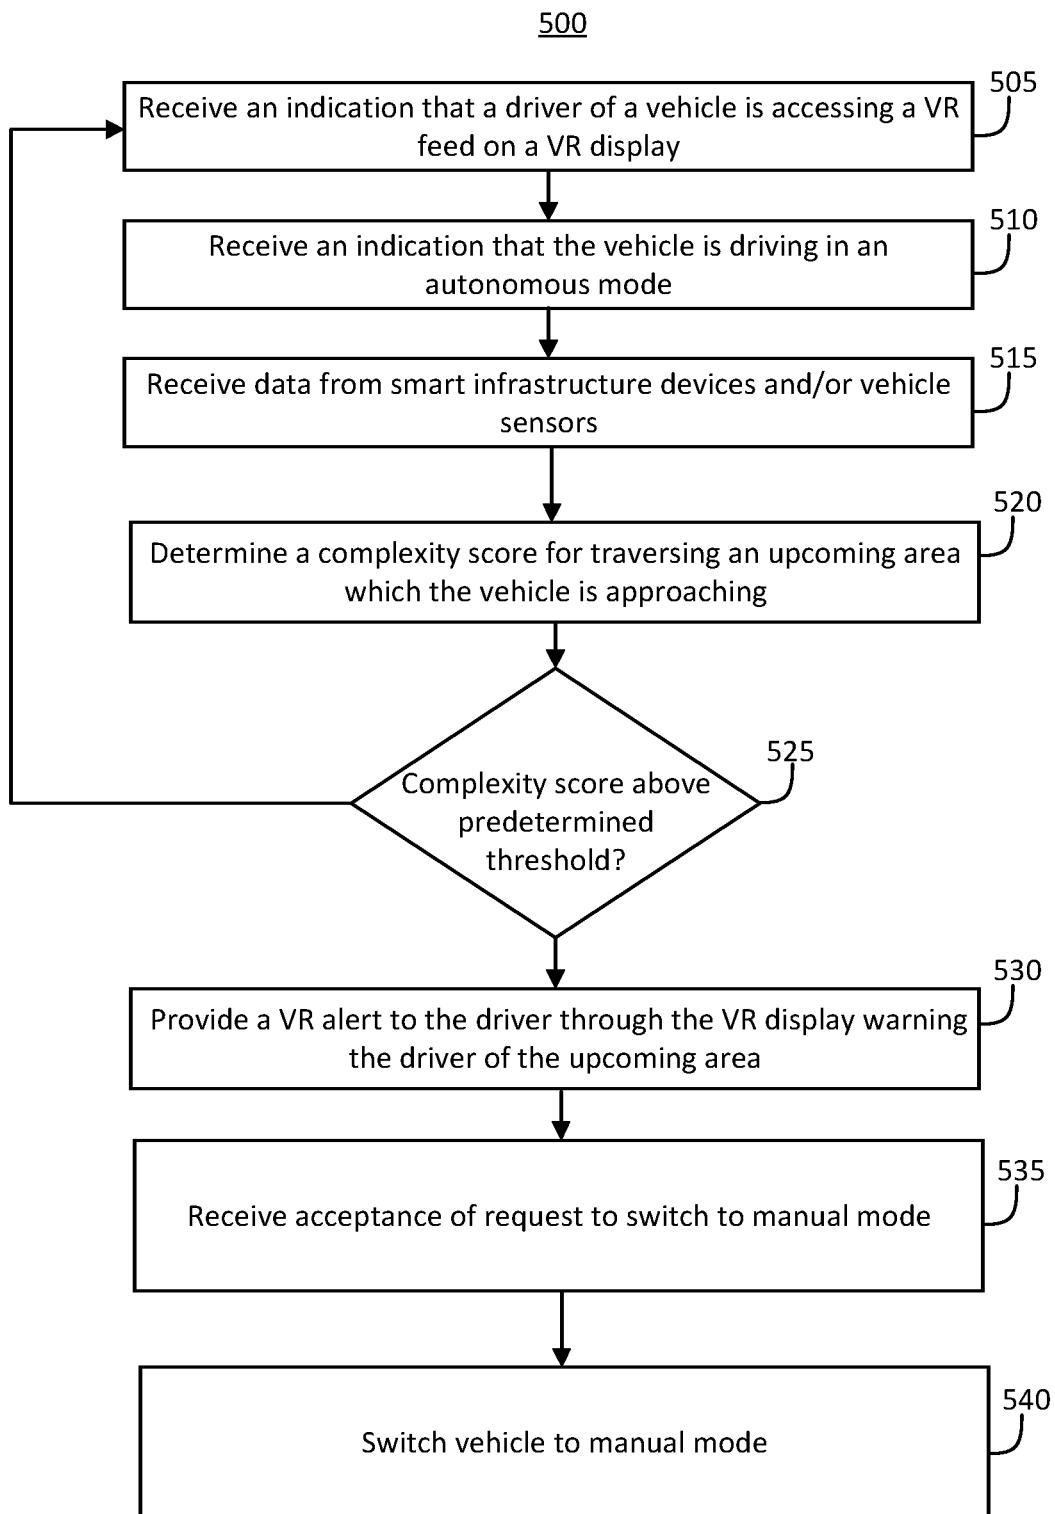 500
505
Receive an indication that a driver of a vehicle is accessing a VR
feed on a VR display
510
Receive an indication that the vehicle is driving in an
autonomous mode
515
Receive data from smart infrastructure devices and/or vehicle
sensors
520
Determine a complexity score for traversing an upcoming area
which the vehicle is approaching
525
Complexity score above
predetermined
threshold?
530
Provide a VR alert to the driver through the VR display warning
the driver of the upcoming area
535
Receive acceptance of request to switch to manual mode
540
Switch vehicle to manual mode